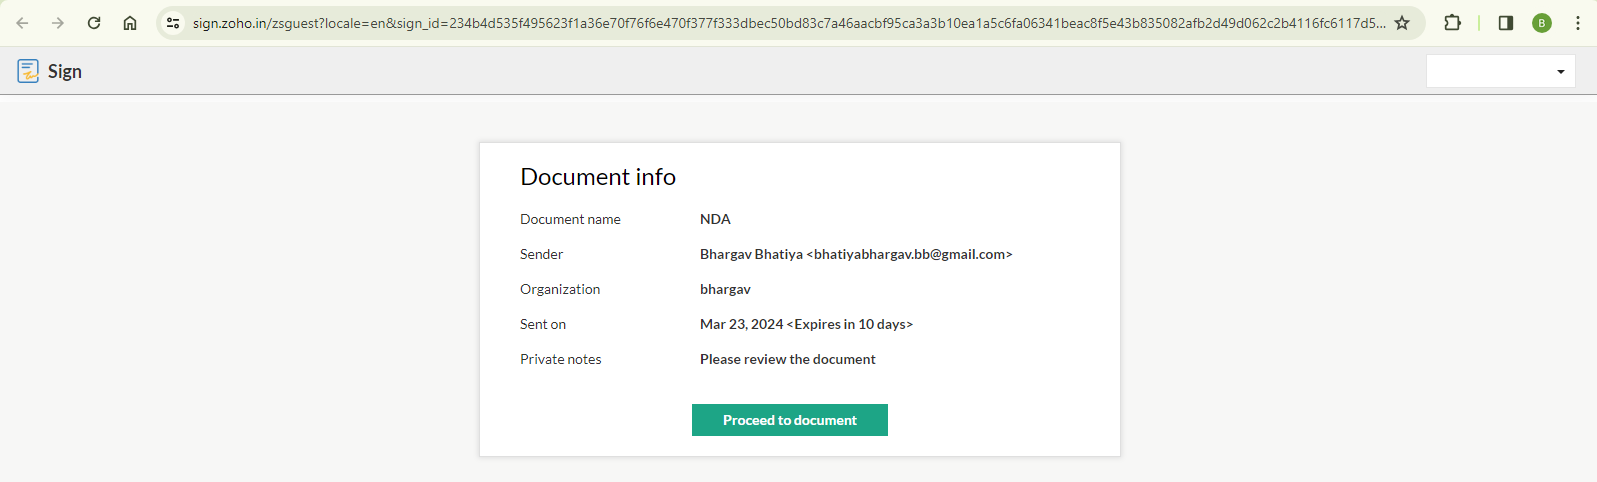 sign.zoho.in/zsguest?locale=en&sign_id=234b4d535f495623f1a36e70f76f6e470f377f333dbec50bd83c7a46aacbf95ca3a3b10ea1a5c6fa06341beac8f5e43b835082afb2d49d062c2b4116fc6117d5...
B
Sign
Document info
Document name NDA
Sender Bhargav Bhatiya <bhatiyabhargav.bb@gmail.com>
Organization bhargav
Sent on Mar 23, 2024 <Expires in 10 days>
Private notes Please review the document
Proceed to document